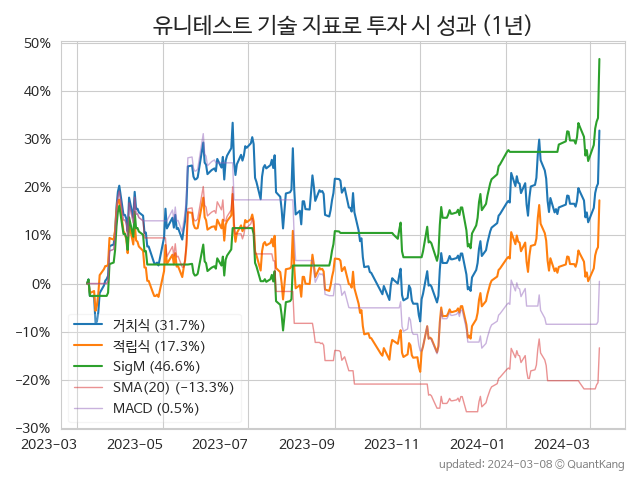 유니테스트 기술 지표로 투자 시 성과 (1년)
50%
40%
30%
20%
10%
0%
−10%
−20%
−30%
거치식 (31.7%)
적립식 (17.3%)
SigM (46.6%)
SMA(20) (−13.3%)
MACD (0.5%)
2023-03
2023-05
2023-07
2023-09
2023-11
2024-01
2024-03
updated: 2024-03-08 © QuantKang